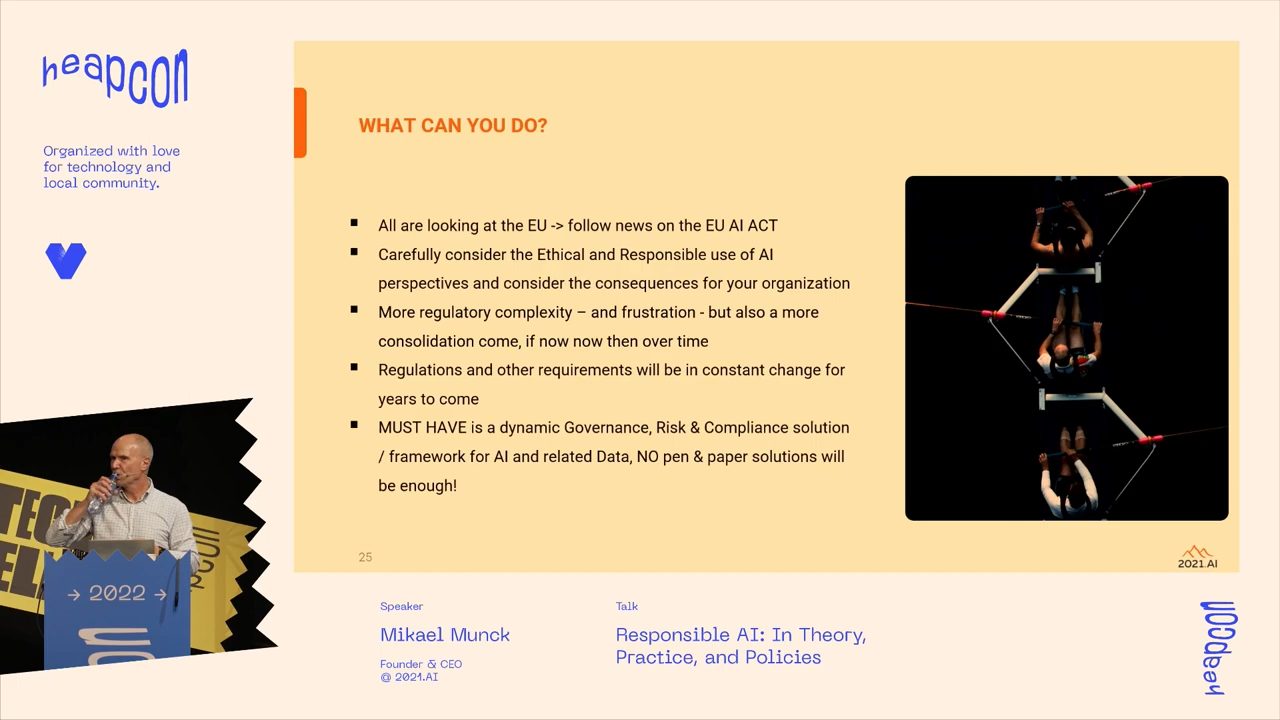 heapcon
Organized with love
for technology and
local community.
WHAT CAN YOU DO?
All are looking at the EU -> follow news on the EU AI ACT
Carefully consider the Ethical and Responsible use of AI
perspectives and consider the consequences for your organization
More regulatory complexity – and frustration - but also a more
consolidation come, if now now then over time
Regulations and other requirements will be in constant change for
years to come
MUST HAVE is a dynamic Governance, Risk & Compliance solution
/ framework for AI and related Data, NO pen & paper solutions will
be enough!
25
2021.AI
→ 2022 →
Speaker
Mikael Munck
Founder & CEO
@ 2021.AI
Talk
Responsible AI: In Theory,
Practice, and Policies
heapcon